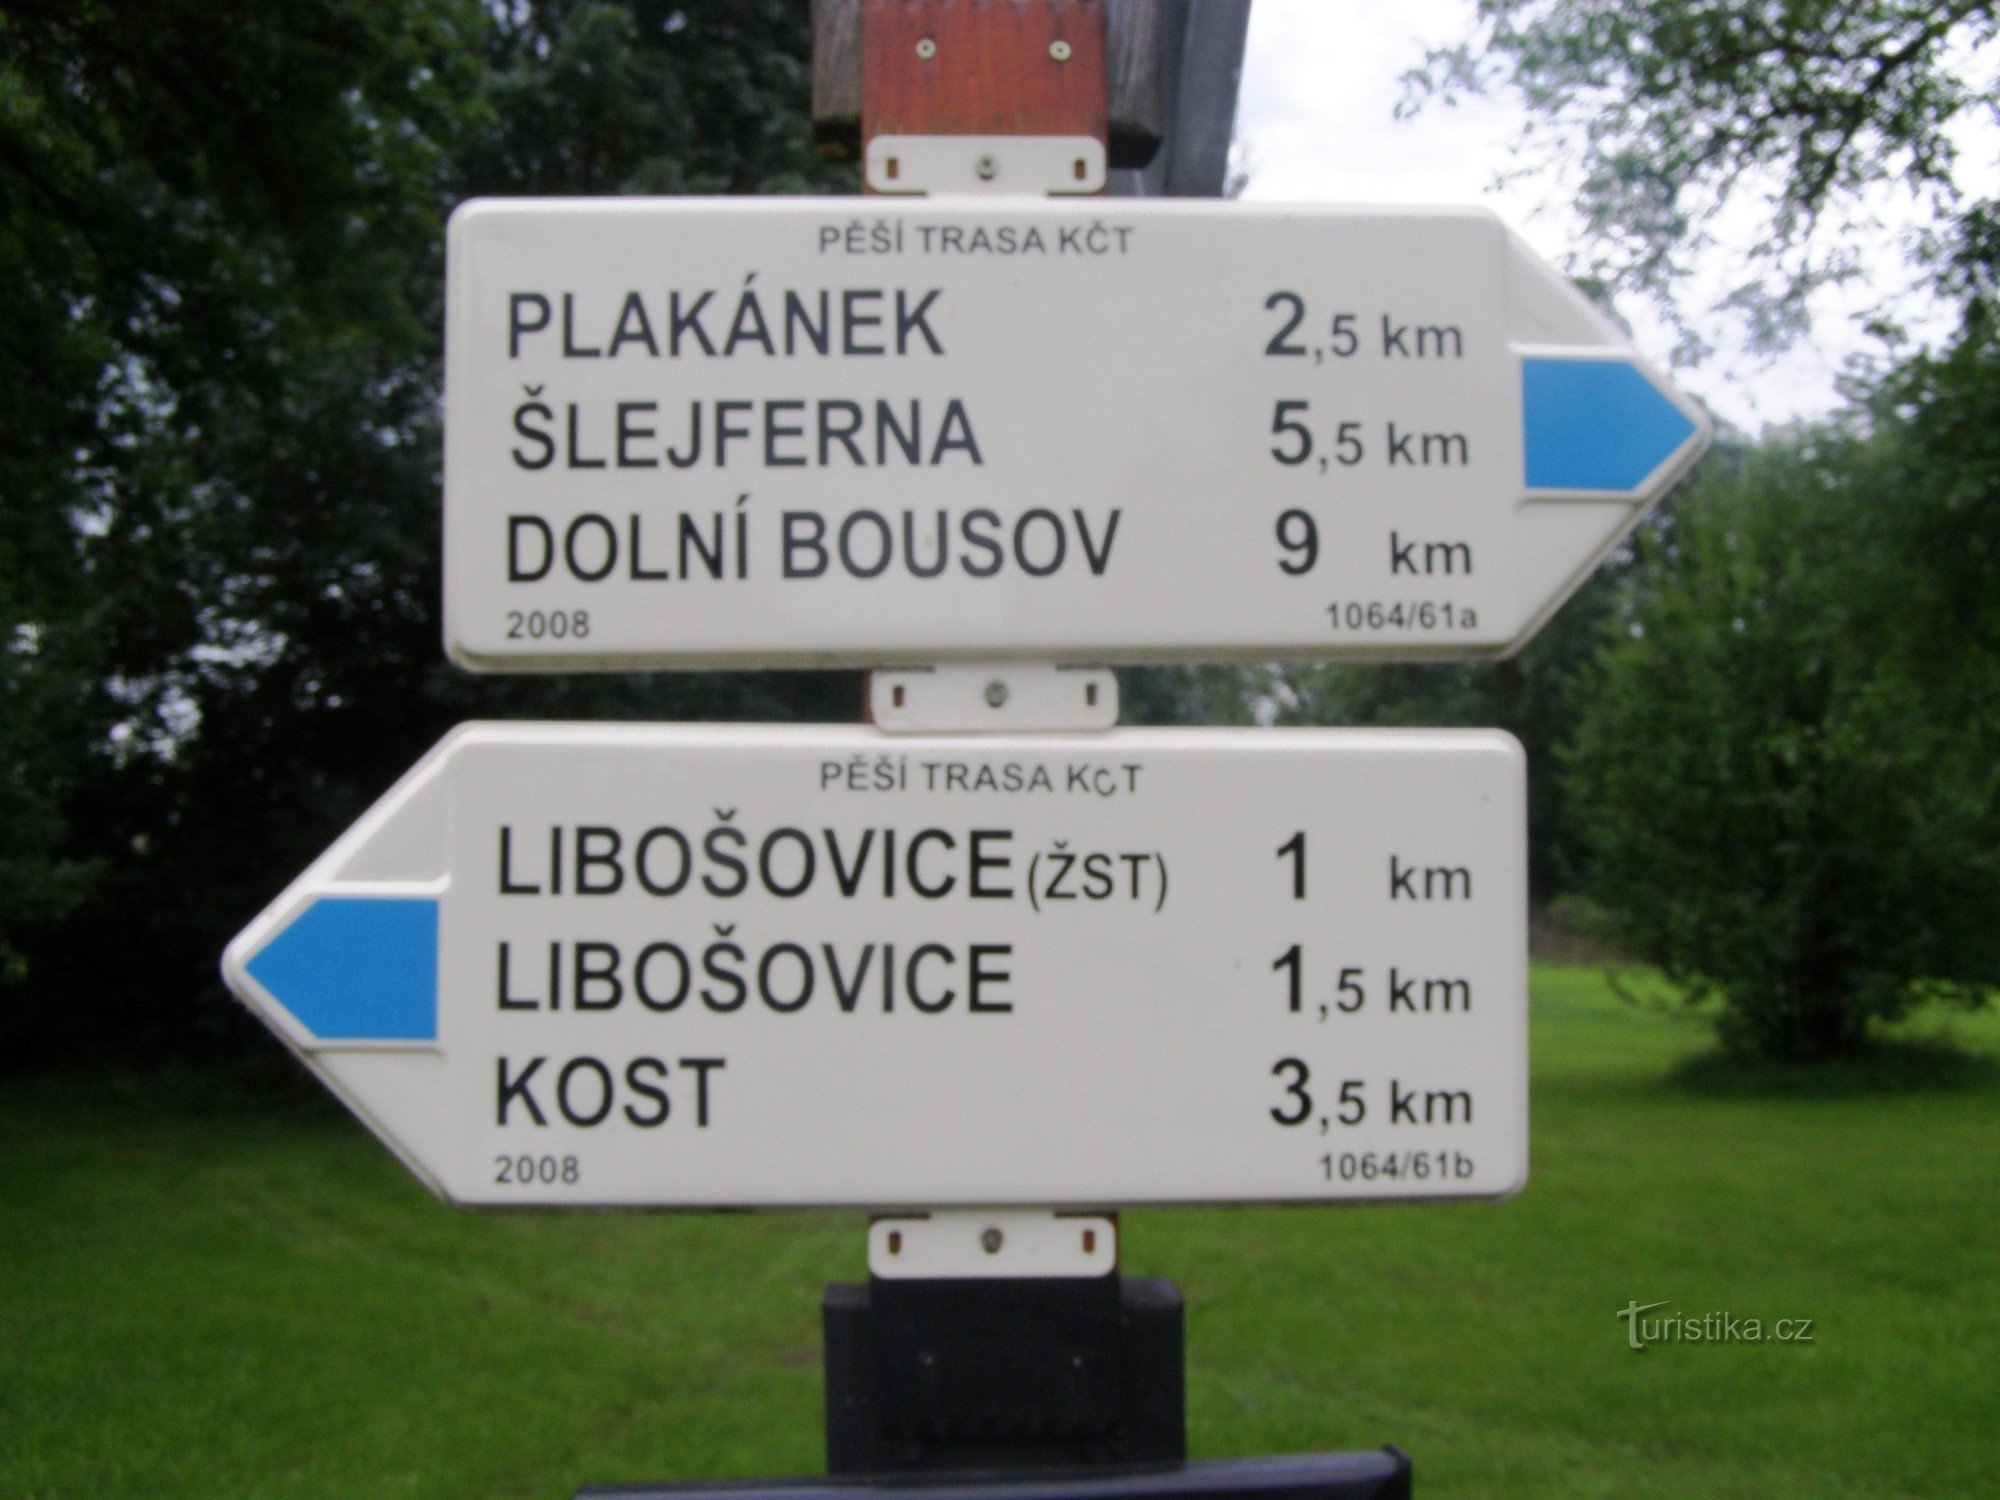 PĚŠÍ TRASA KČT
PLAKÁNEK 2,5 km
ŠLEJFERNA 5,5 km
DOLNÍ BOUSOV 9 km
2008 1064/61a
PĚŠÍ TRASA KČT
LIBOŠOVICE (ŽST) 1 km
LIBOŠOVICE 1,5 km
KOST 3,5 km
2008 1064/61b
Turistika.cz